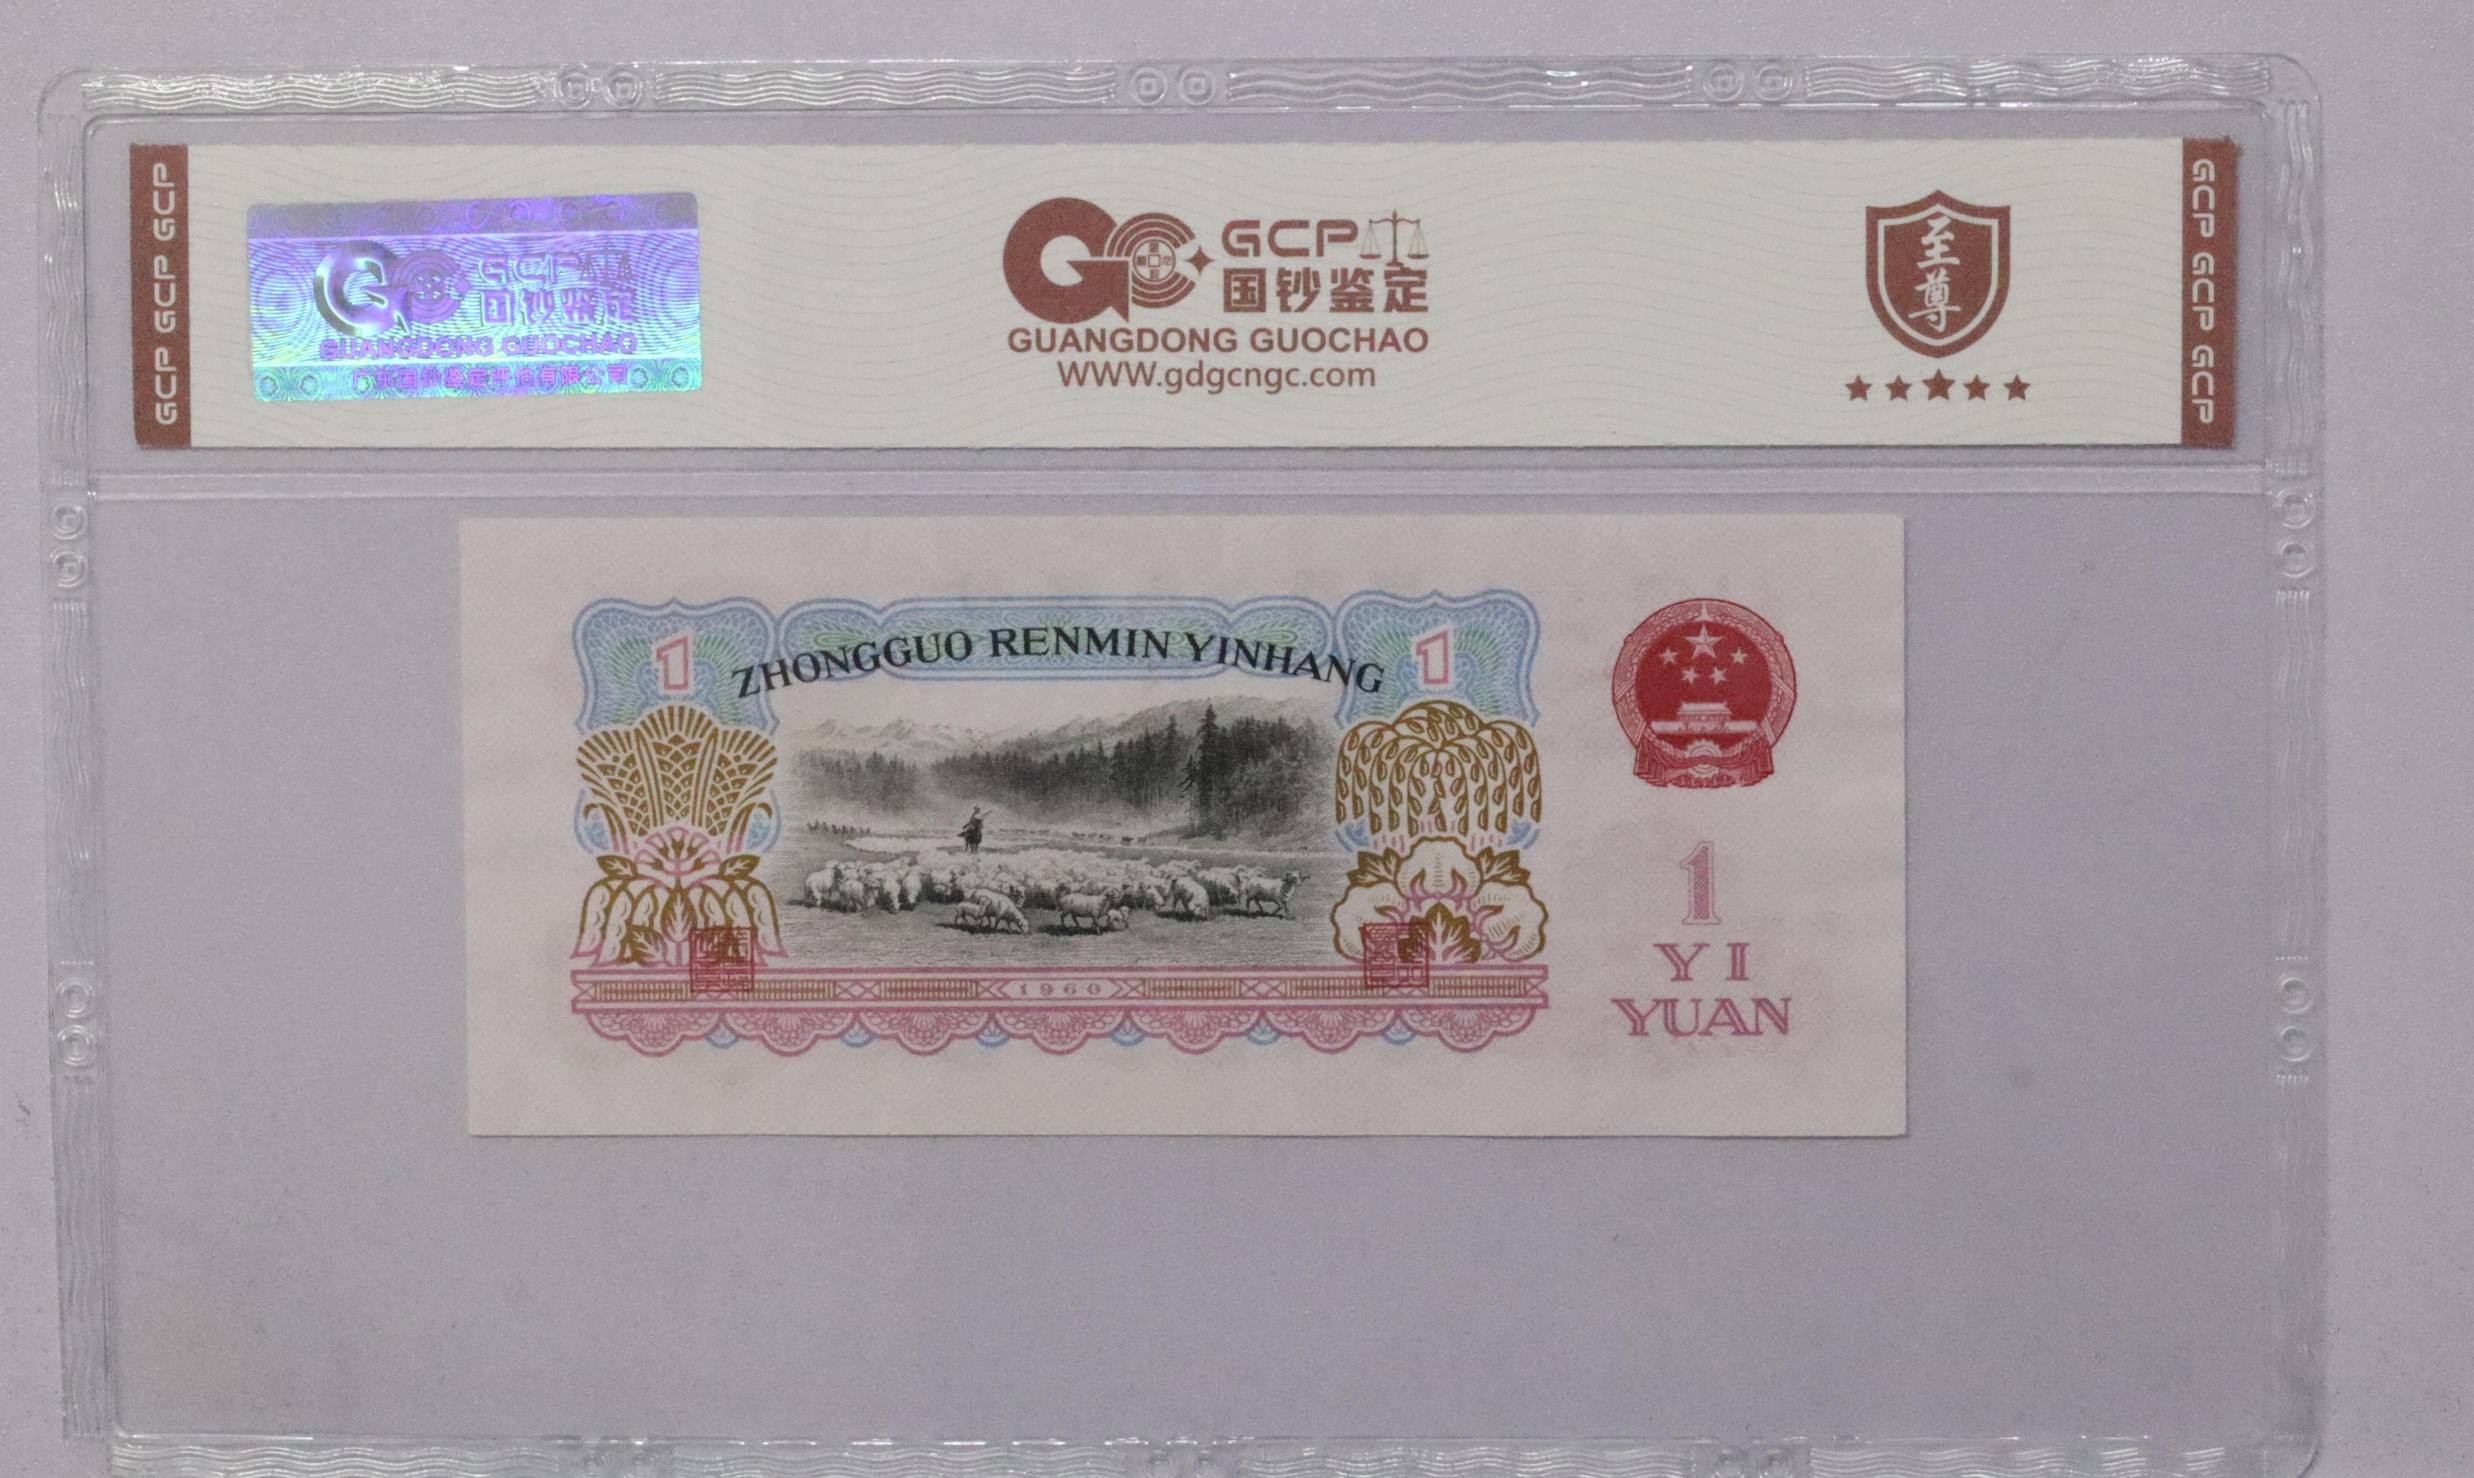 GCP GCP GCP
GCP
国钞鉴定
GUANGDONG GUOCHAO
广东国钞鉴定评估有限公司
GCP
国钞鉴定
GUANGDONG GUOCHAO
WWW.gdgcngc.com
至
尊
GCP GCP GCP
1
ZHONGGUO RENMIN YINHANG
1
1
YI
YUAN
1960